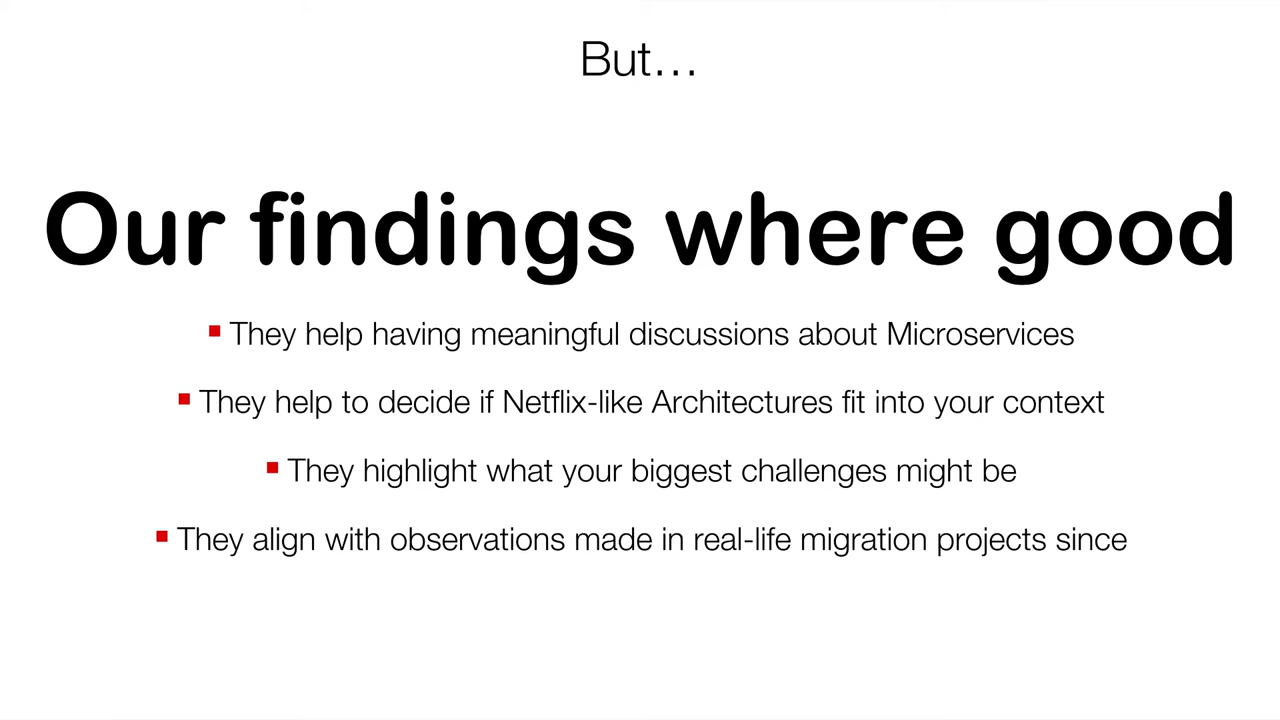 But…
Our findings where good
▪ They help having meaningful discussions about Microservices
▪ They help to decide if Netflix-like Architectures fit into your context
▪ They highlight what your biggest challenges might be
▪ They align with observations made in real-life migration projects since